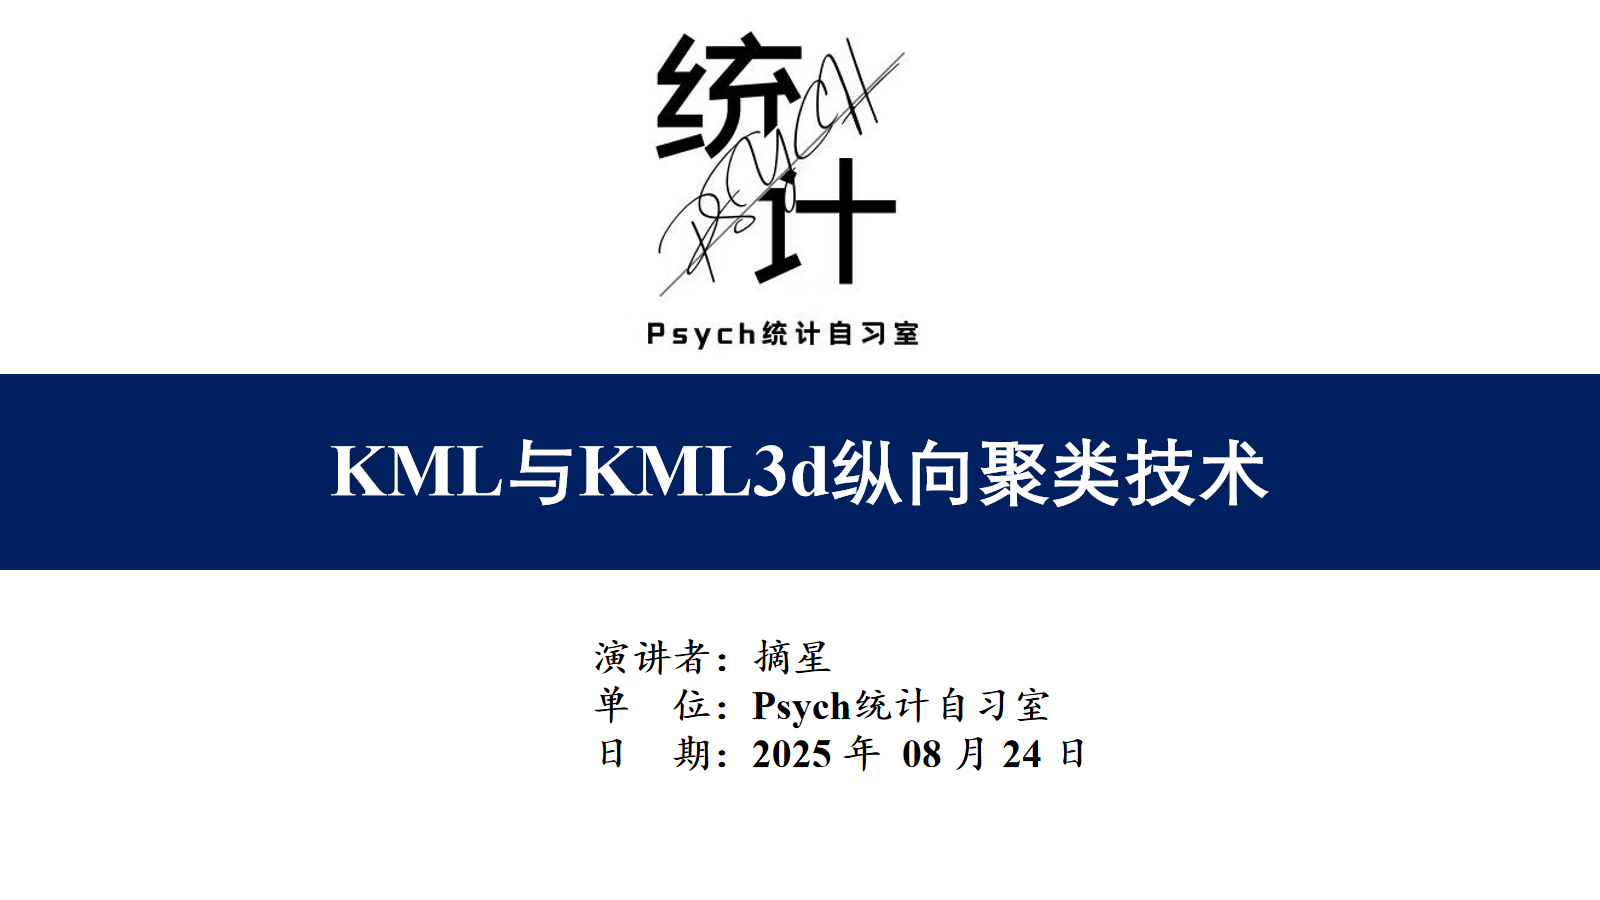 统计
Psych
Psych统计自习室
KML与KML3d纵向聚类技术
演讲者：摘星
单 位：Psych统计自习室
日 期：2025 年 08 月 24 日